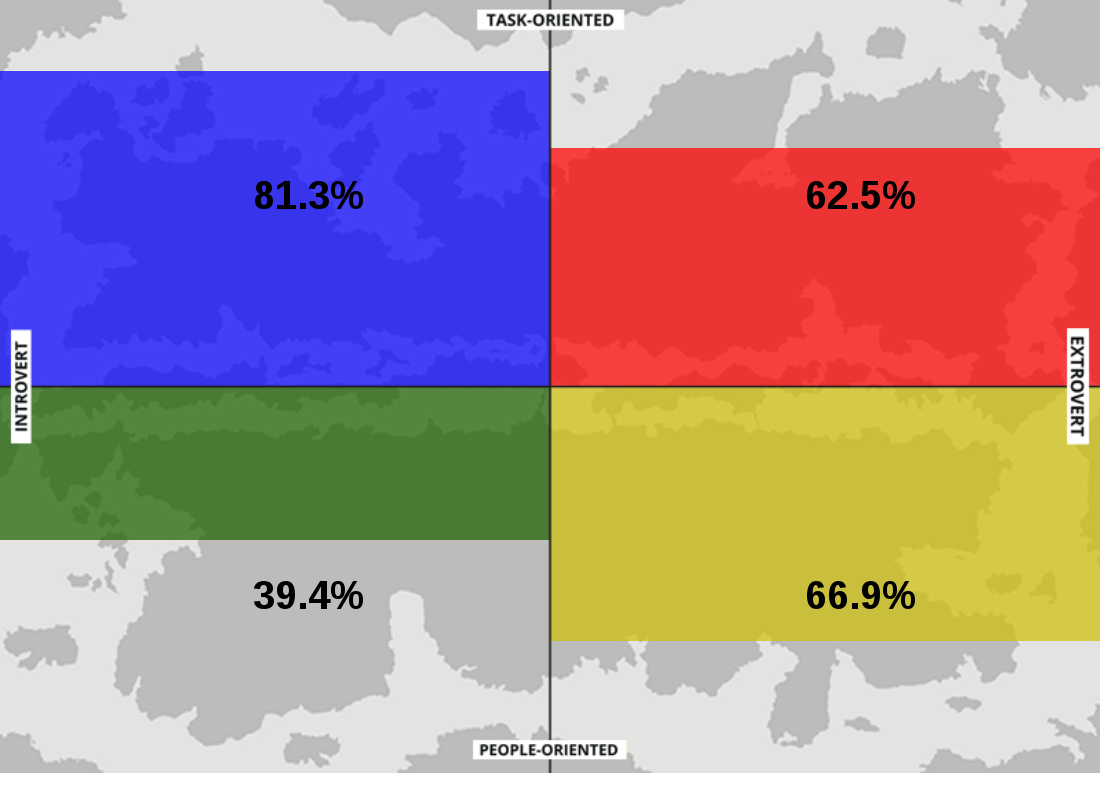 TASK-ORIENTED
81.3%
62.5%
INTROVERT
EXTROVERT
39.4%
66.9%
PEOPLE-ORIENTED